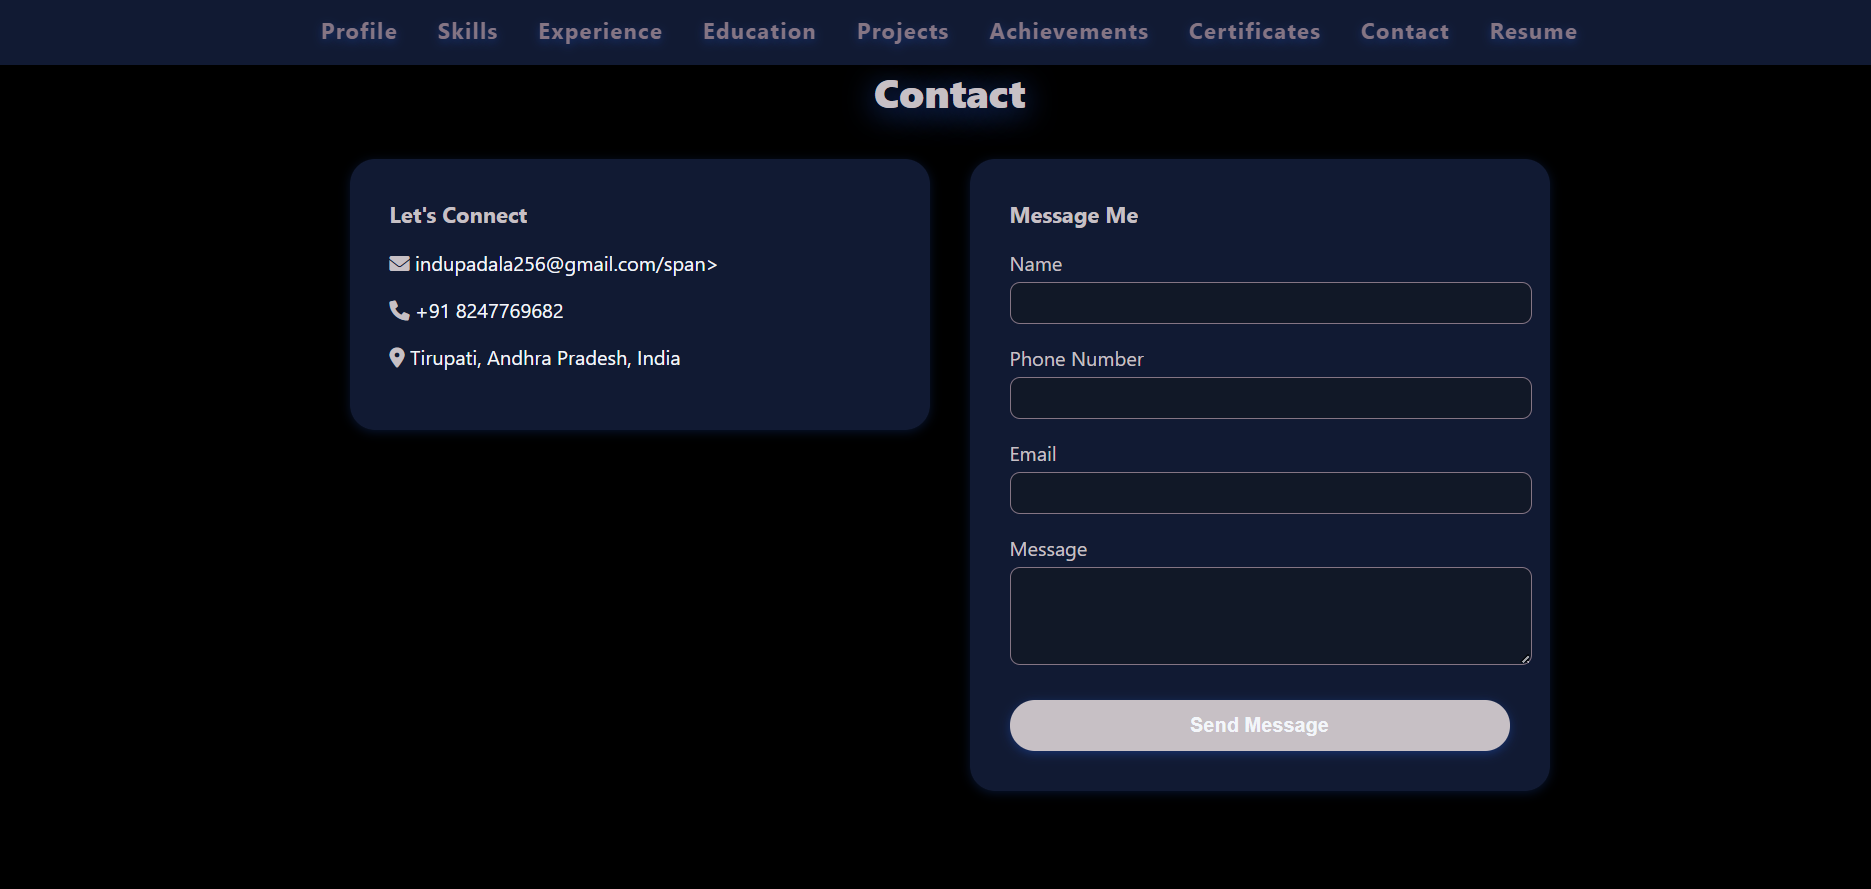 Profile Skills Experience Education Projects Achievements Certificates Contact Resume
Contact
Let's Connect
indupadala256@gmail.com/span>
+91 8247769682
Tirupati, Andhra Pradesh, India
Message Me
Name
Phone Number
Email
Message
Send Message